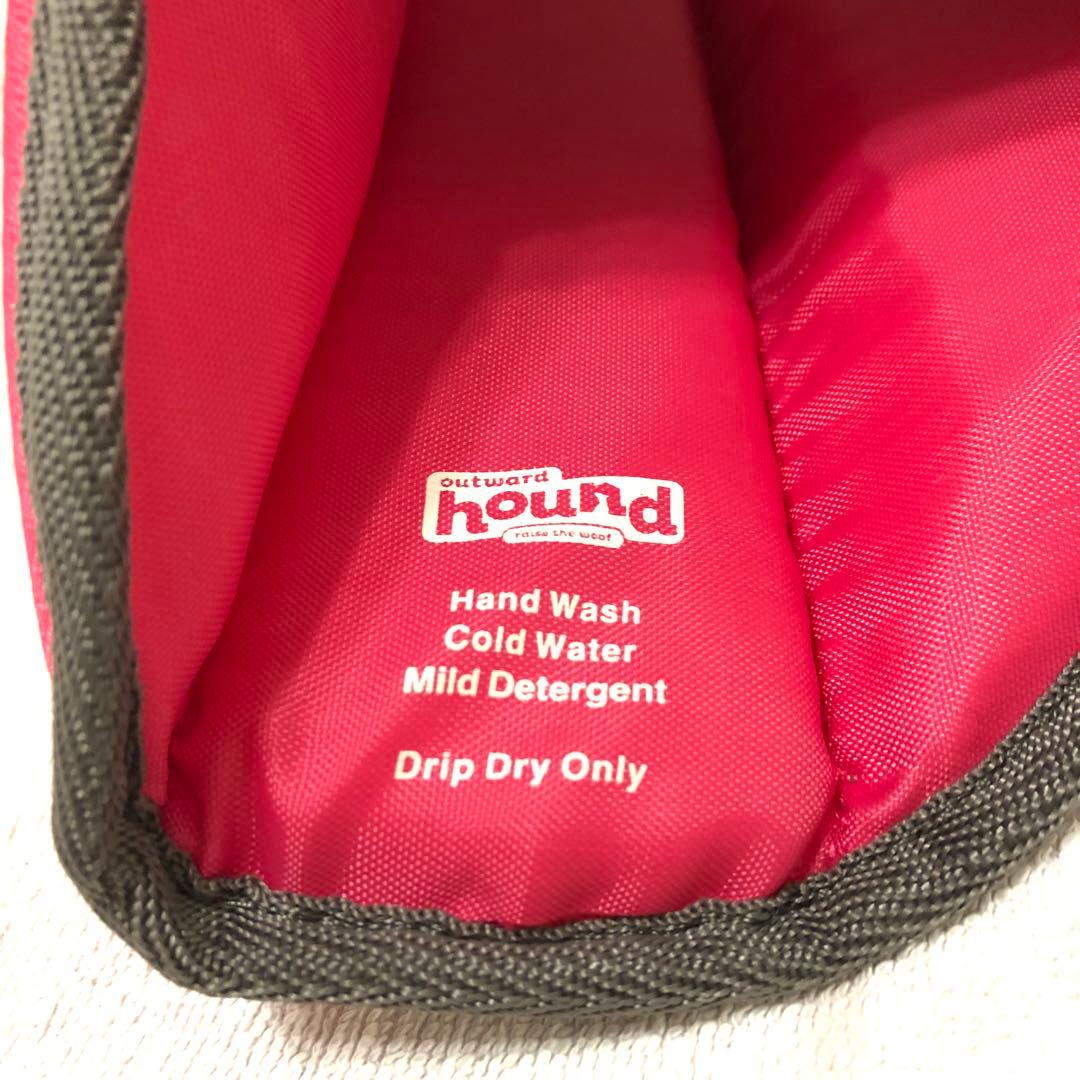 outward
hound
raise the woof
Hand Wash
Cold Water
Mild Detergent
Drip Dry Only